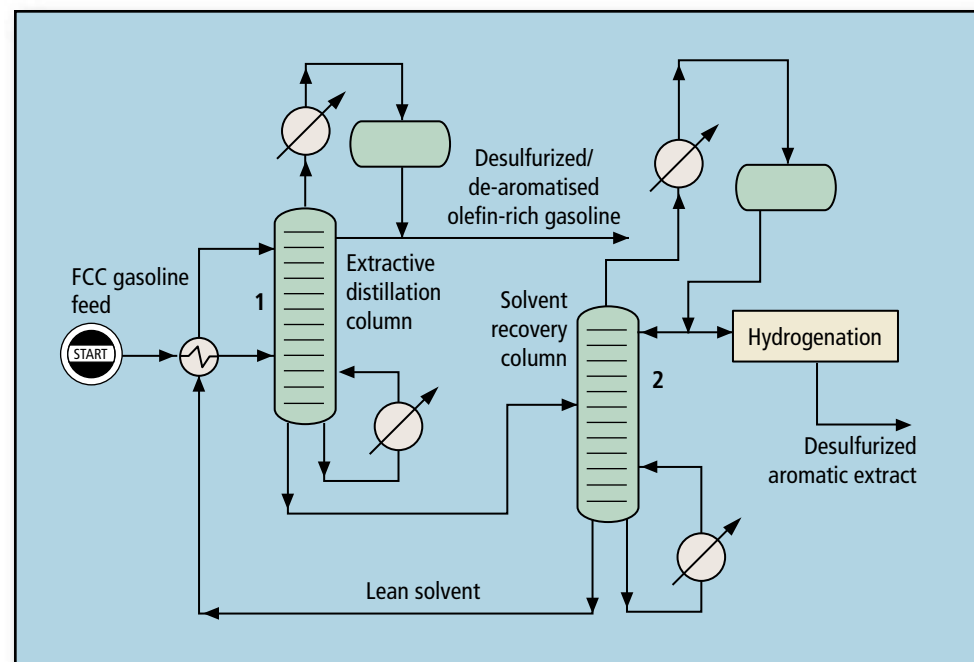 Desulfurized/
de-aromatised
olefin-rich gasoline
FCC gasoline
feed
START
1
Extractive
distillation
column
Solvent
recovery
column
2
Hydrogenation
Desulfurized
aromatic extract
Lean solvent